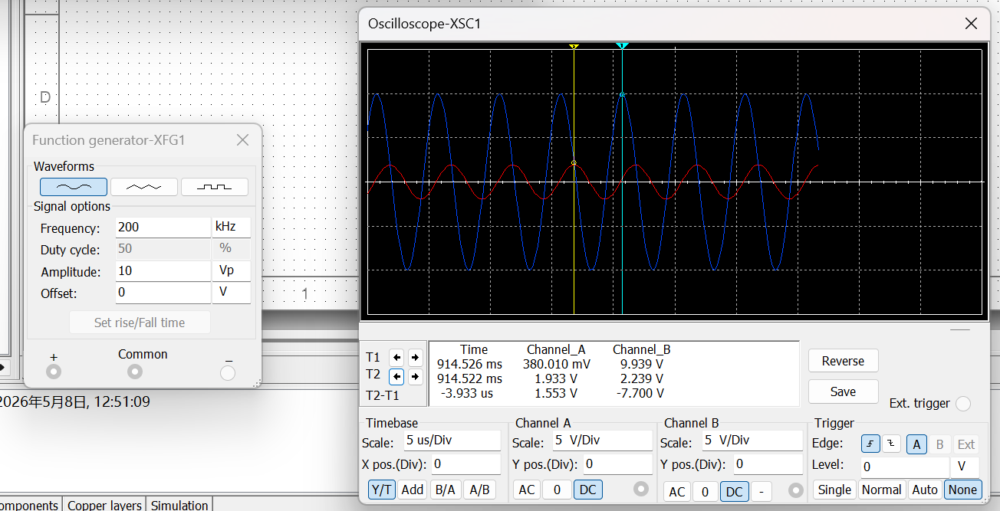 Oscilloscope-XSC1
D
Function generator-XFG1
Waveforms
Signal options
Frequency: 200 kHz
Duty cycle: 50 %
Amplitude: 10 Vp
Offset: 0 V
Set rise/Fall time
+ Common −
1
2026年5月8日, 12:51:09
omponents Copper layers Simulation
Time Channel_A Channel_B
T1 914.526 ms 380.010 mV 9.939 V
T2 914.522 ms 1.933 V 2.239 V
T2-T1 -3.933 us 1.553 V -7.700 V
Reverse
Save
Ext. trigger
Timebase
Scale: 5 us/Div
X pos.(Div): 0
Y/T Add B/A A/B
Channel A
Scale: 5 V/Div
Y pos.(Div): 0
AC 0 DC
Channel B
Scale: 5 V/Div
Y pos.(Div): 0
AC 0 DC -
Trigger
Edge: A B Ext
Level: 0 V
Single Normal Auto None